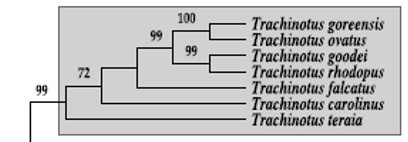 100
Trachinotus goreensis
99
Trachinotus ovatus
99
Trachinotus goodei
72
Trachinotus rhodopus
99
Trachinotus falcatus
Trachinotus carolinus
Trachinotus teraia